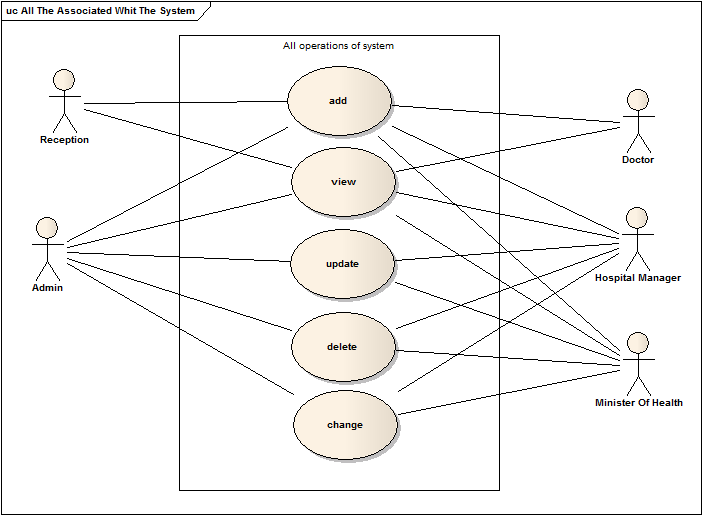 uc All The Associated Whit The System
All operations of system
Reception
Admin
add
view
update
delete
change
Doctor
Hospital Manager
Minister Of Health